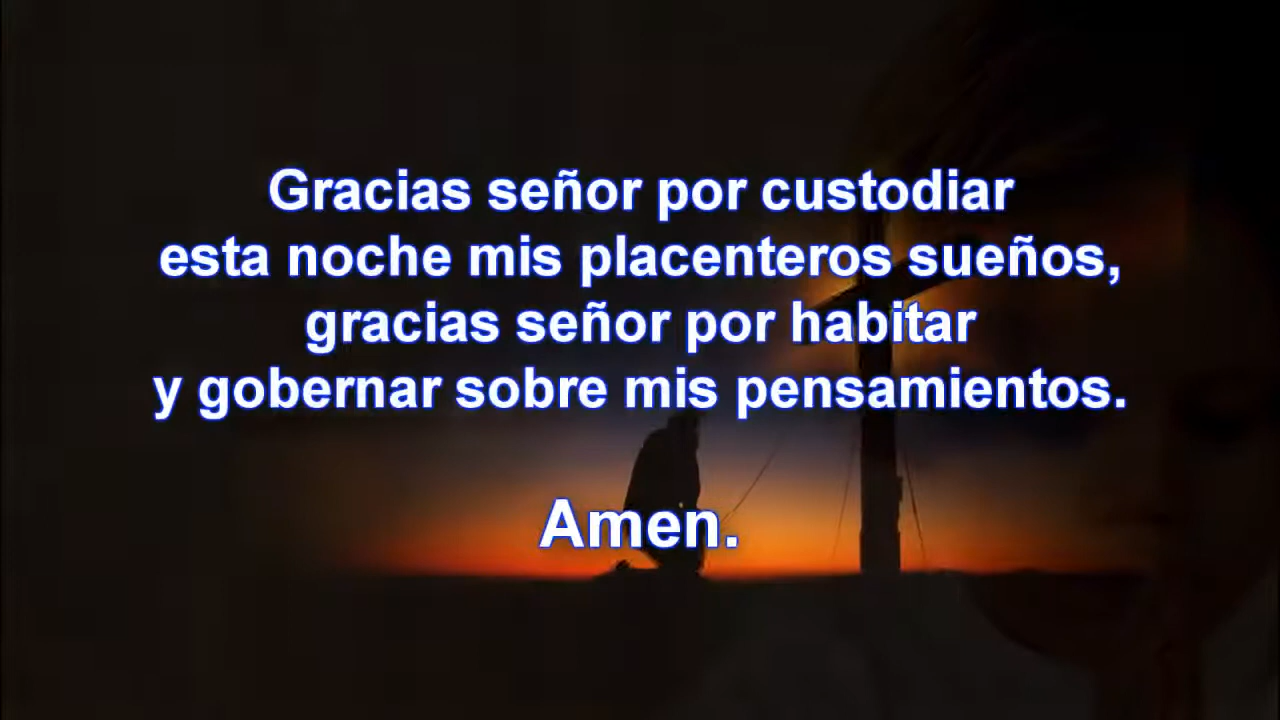 Gracias señor por custodiar
esta noche mis placenteros sueños,
gracias señor por habitar
y gobernar sobre mis pensamientos.
Amen.